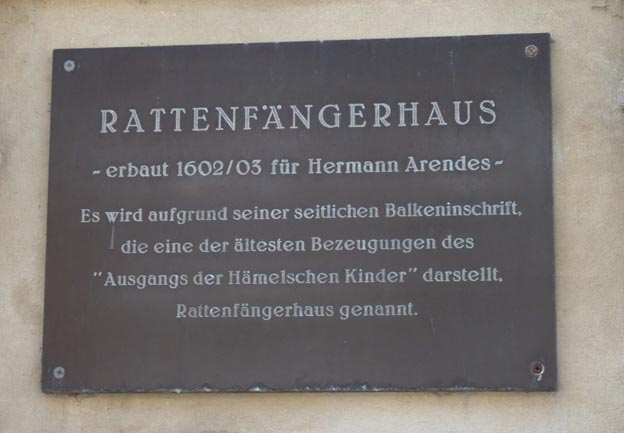 RATTENFÄNGERHAUS
- erbaut 1602/03 für Hermann Arendes -
Es wird aufgrund seiner seitlichen Balkeninschrift,
die eine der ältesten Bezeugungen des
"Ausgangs der Hämelschen Kinder" darstellt,
Rattenfängerhaus genannt.